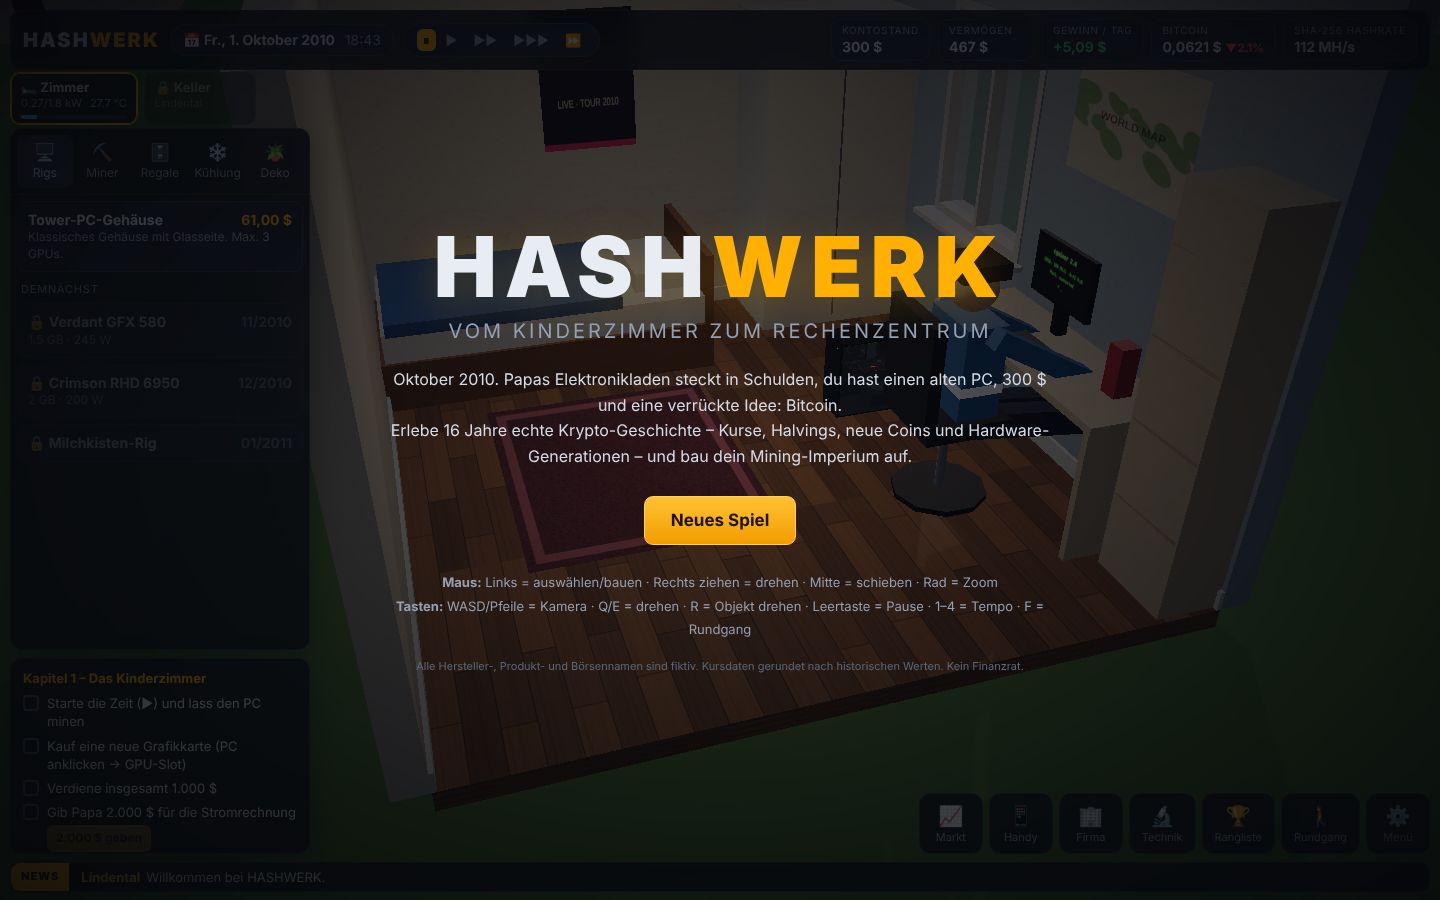 HASHWERK
📅 Fr., 1. Oktober 2010 18:43
KONTOSTAND
300 $
VERMÖGEN
467 $
GEWINN / TAG
+5,09 $
BITCOIN
0,0621 $ ▼2.1%
SHA-256 HASHRATE
112 MH/s
Zimmer
0.27/1.8 kW 27.7 °C
Keller
Lindental
LIVE · TOUR 2010
WORLD MAP
Rigs
Miner
Regale
Kühlung
Deko
Tower-PC-Gehäuse 61,00 $
Klassisches Gehäuse mit Glasseite. Max. 3
GPUs.
DEMNÄCHST
Verdant GFX 580 11/2010
1.5 GB · 245 W
Crimson RHD 6950 12/2010
2 GB · 200 W
Milchkisten-Rig 01/2011
HASHWERK
VOM KINDERZIMMER ZUM RECHENZENTRUM
Oktober 2010. Papas Elektronikladen steckt in Schulden, du hast einen alten PC, 300 $
und eine verrückte Idee: Bitcoin.
Erlebe 16 Jahre echte Krypto-Geschichte – Kurse, Halvings, neue Coins und Hardware-
Generationen – und bau dein Mining-Imperium auf.
Neues Spiel
Maus: Links = auswählen/bauen · Rechts ziehen = drehen · Mitte = schieben · Rad = Zoom
Tasten: WASD/Pfeile = Kamera · Q/E = drehen · R = Objekt drehen · Leertaste = Pause · 1–4 = Tempo · F =
Rundgang
Alle Hersteller-, Produkt- und Börsennamen sind fiktiv. Kursdaten gerundet nach historischen Werten. Kein Finanzrat.
Kapitel 1 – Das Kinderzimmer
Starte die Zeit (▶) und lass den PC
minen
Kauf eine neue Grafikkarte (PC
anklicken → GPU-Slot)
Verdiene insgesamt 1.000 $
Gib Papa 2.000 $ für die Stromrechnung
2.000 $ geben
Markt
Handy
Firma
Technik
Rangliste
Rundgang
Menü
NEWS Lindental Willkommen bei HASHWERK.